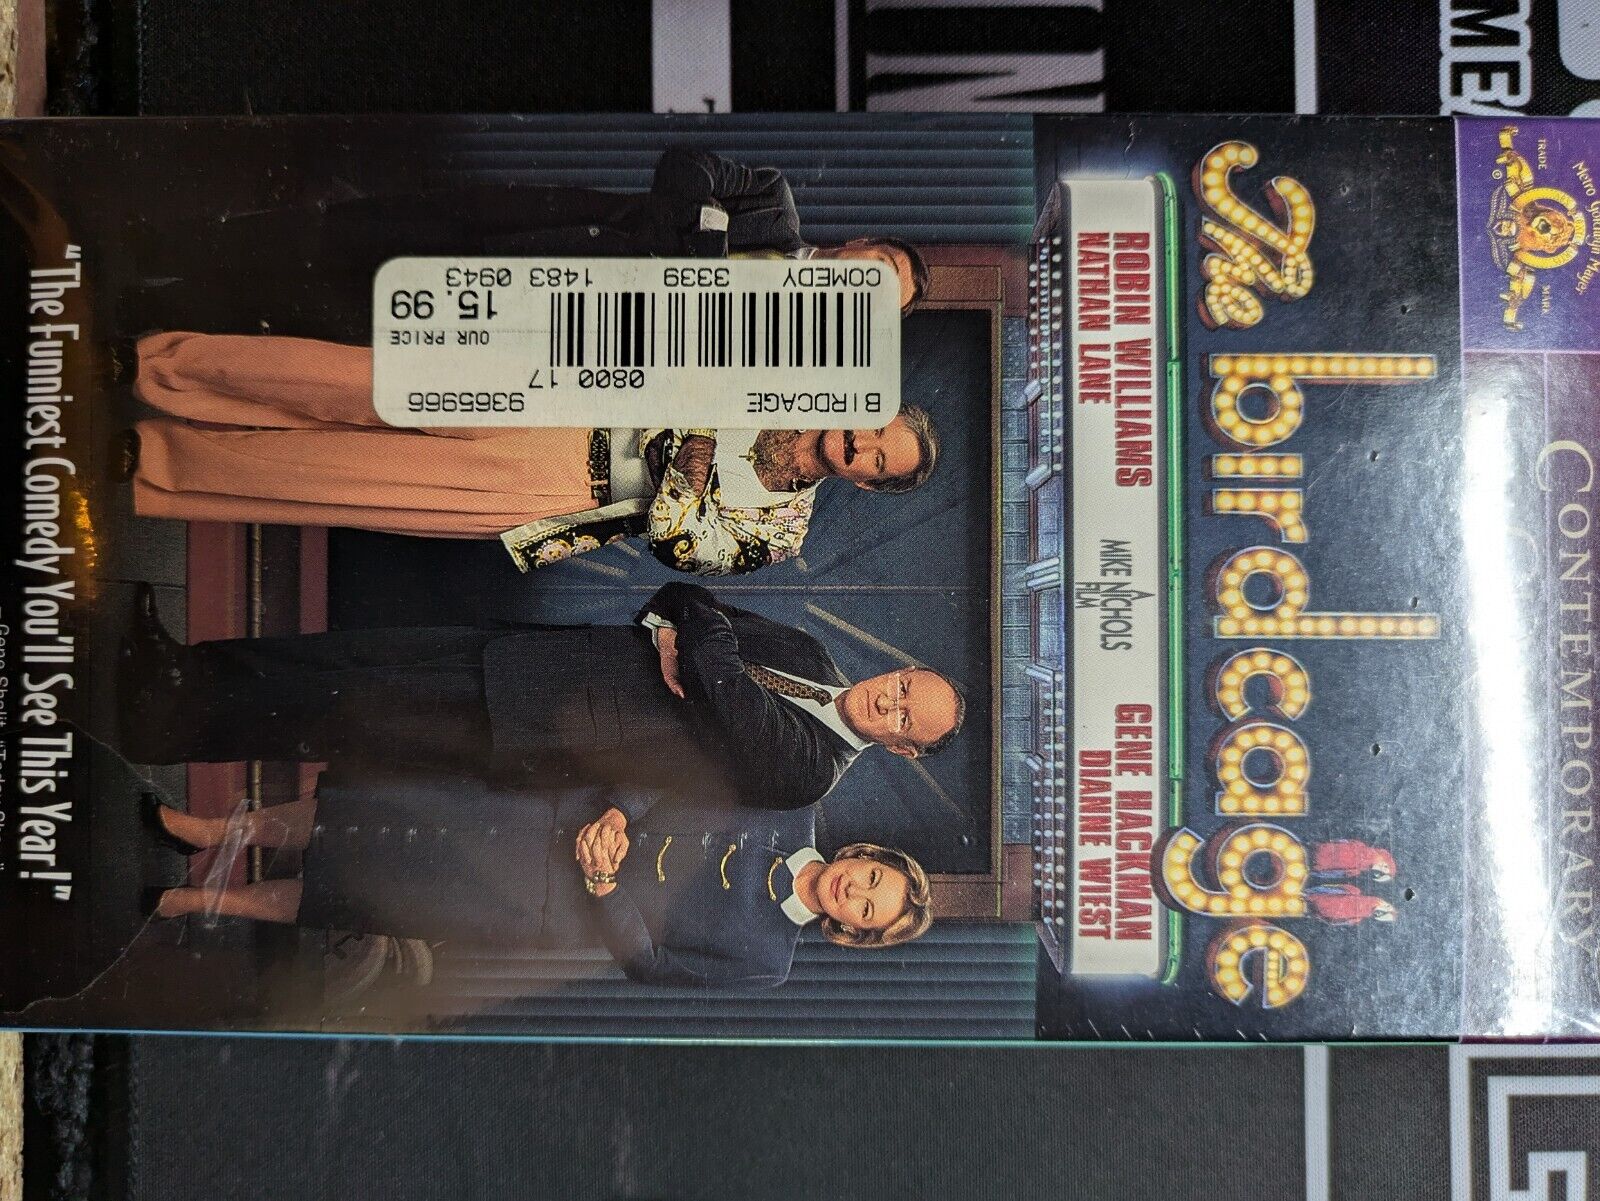 Metro Goldwyn Mayer
TRADE
MARK
CONTEMPORARY
The birdcage
ROBIN WILLIAMS
GENE HACKMAN
NATHAN LANE
DIANNE WIEST
MIKE NICHOLS
FILM
BIRDCAGE 9365966
0800 17
OUR PRICE
15.99
COMEDY 3339 1483 0943
"The Funniest Comedy You'll See This Year!"